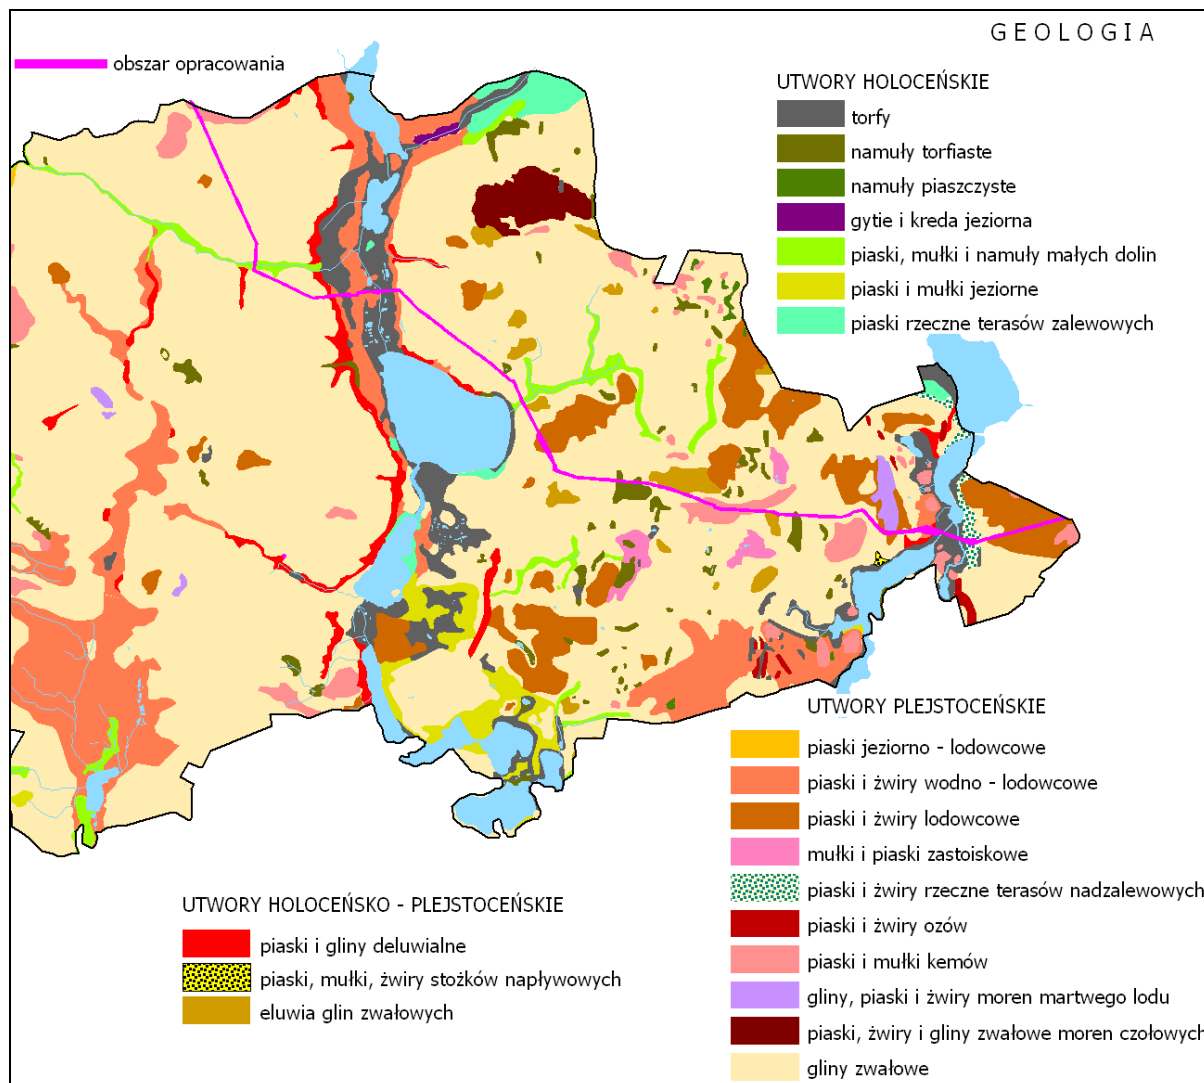 G E O L O G I A
obszar opracowania
UTWORY HOLOCEŃSKIE
torfy
namuły torfiaste
namuły piaszczyste
gytie i kreda jeziorna
piaski, mułki i namuły małych dolin
piaski i mułki jeziorne
piaski rzeczne terasów zalewowych
UTWORY PLEJSTOCEŃSKIE
piaski jeziorno - lodowcowe
piaski i żwiry wodno - lodowcowe
piaski i żwiry lodowcowe
mułki i piaski zastoiskowe
piaski i żwiry rzeczne terasów nadzalewowych
piaski i żwiry ozów
piaski i mułki kemów
gliny, piaski i żwiry moren martwego lodu
piaski, żwiry i gliny zwałowe moren czołowych
gliny zwałowe
UTWORY HOLOCEŃSKO - PLEJSTOCEŃSKIE
piaski i gliny deluwialne
piaski, mułki, żwiry stożków napływowych
eluwia glin zwałowych